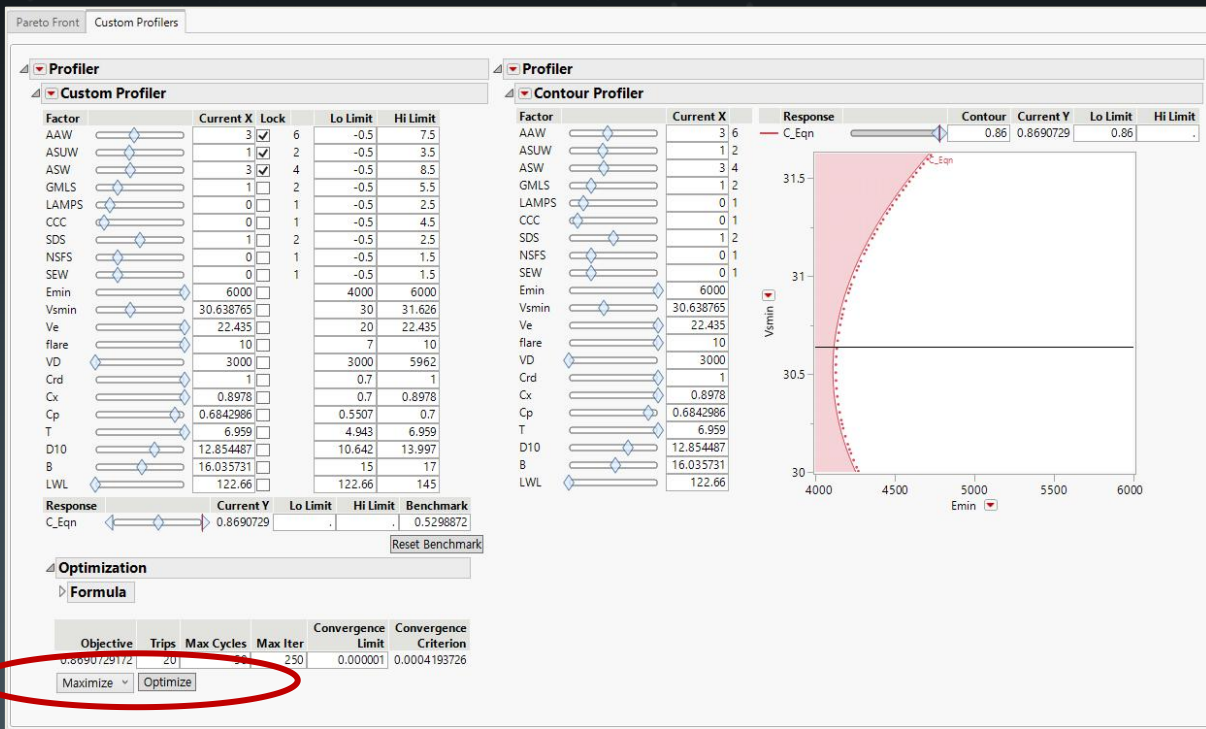 Pareto Front Custom Profilers
Profiler
Custom Profiler
Factor Current X Lock Lo Limit Hi Limit
AAW 3 6 -0.5 7.5
ASUW 1 2 -0.5 3.5
ASW 3 4 -0.5 8.5
GMLS 1 2 -0.5 5.5
LAMPS 0 1 -0.5 2.5
CCC 0 1 -0.5 4.5
SDS 1 2 -0.5 2.5
NSFS 0 1 -0.5 1.5
SEW 0 1 -0.5 1.5
Emin 6000 4000 6000
Vsmin 30.638765 30 31.626
Ve 22.435 20 22.435
flare 10 7 10
VD 3000 3000 5962
Crd 1 0.7 1
Cx 0.8978 0.7 0.8978
Cp 0.6842986 0.5507 0.7
T 6.959 4.943 6.959
D10 12.854487 10.642 13.997
B 16.035731 15 17
LWL 122.66 122.66 145
Response Current Y Lo Limit Hi Limit Benchmark
C_Eqn 0.8690729 . . 0.5298872
Reset Benchmark
Optimization
Formula
Objective Trips Max Cycles Max Iter Convergence Limit Convergence Criterion
0.8690729172 20 250 0.000001 0.0004193726
Maximize Optimize
Profiler
Contour Profiler
Factor Current X
AAW 3 6
ASUW 1 2
ASW 3 4
GMLS 1 2
LAMPS 0 1
CCC 0 1
SDS 1 2
NSFS 0 1
SEW 0 1
Emin 6000
Vsmin 30.638765
Ve 22.435
flare 10
VD 3000
Crd 1
Cx 0.8978
Cp 0.6842986
T 6.959
D10 12.854487
B 16.035731
LWL 122.66
Response Contour Current Y Lo Limit Hi Limit
C_Eqn 0.86 0.8690729 0.86 .
C_Eqn
31.5
31
30.5
30
Vsmin
4000 4500 5000 5500 6000
Emin